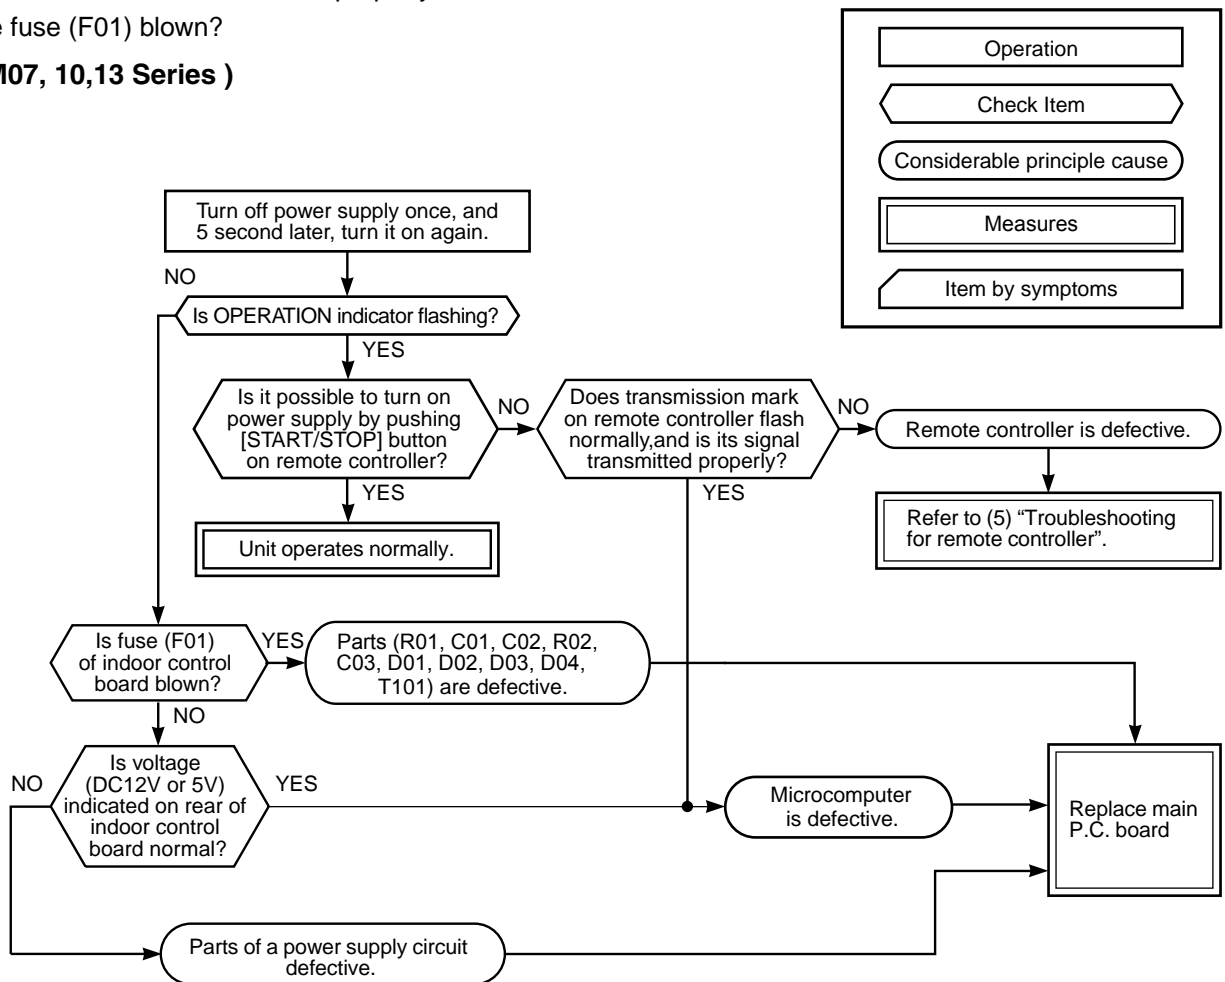 fuse (F01) blown?
07, 10,13 Series )
Operation
Check Item
Considerable principle cause
Measures
Item by symptoms
Turn off power supply once, and
5 second later, turn it on again.
NO
Is OPERATION indicator flashing?
YES
Is it possible to turn on
power supply by pushing
[START/STOP] button
on remote controller?
NO
Does transmission mark
on remote controller flash
normally,and is its signal
transmitted properly?
NO
Remote controller is defective.
YES
YES
Unit operates normally.
Refer to (5) “Troubleshooting
for remote controller”.
Is fuse (F01)
of indoor control
board blown?
YES
Parts (R01, C01, C02, R02,
C03, D01, D02, D03, D04,
T101) are defective.
NO
Is voltage
(DC12V or 5V)
indicated on rear of
indoor control
board normal?
NO
YES
Microcomputer
is defective.
Replace main
P.C. board
Parts of a power supply circuit
defective.